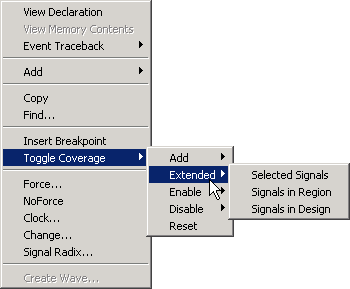 View Declaration
View Memory Contents
Event Traceback
Add
Copy
Find...
Insert Breakpoint
Toggle Coverage
Force...
NoForce
Clock...
Change...
Signal Radix...
Create Wave...
Add
Extended
Enable
Disable
Reset
Selected Signals
Signals in Region
Signals in Design